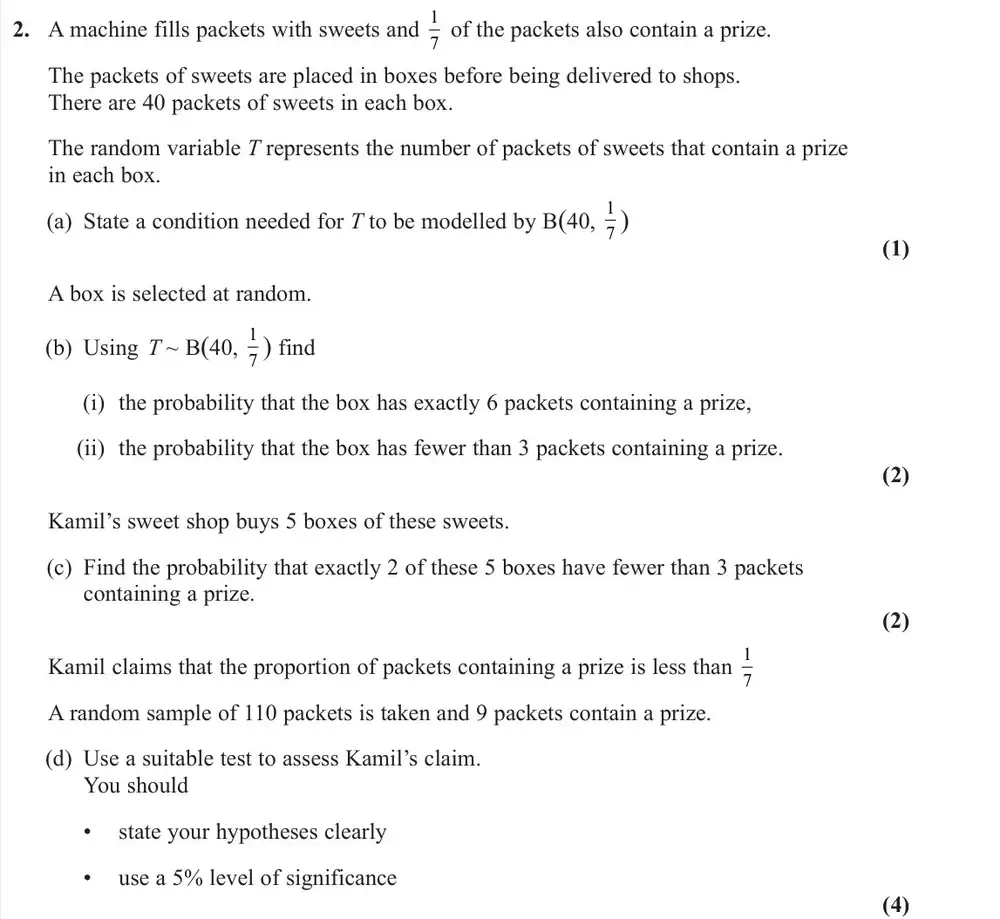 2. A machine fills packets with sweets and 1/7 of the packets also contain a prize.
The packets of sweets are placed in boxes before being delivered to shops.
There are 40 packets of sweets in each box.
The random variable T represents the number of packets of sweets that contain a prize
in each box.
(a) State a condition needed for T to be modelled by B(40, 1/7)
(1)
A box is selected at random.
(b) Using T ~ B(40, 1/7) find
(i) the probability that the box has exactly 6 packets containing a prize,
(ii) the probability that the box has fewer than 3 packets containing a prize.
(2)
Kamil’s sweet shop buys 5 boxes of these sweets.
(c) Find the probability that exactly 2 of these 5 boxes have fewer than 3 packets
containing a prize.
(2)
Kamil claims that the proportion of packets containing a prize is less than 1/7
A random sample of 110 packets is taken and 9 packets contain a prize.
(d) Use a suitable test to assess Kamil’s claim.
You should
• state your hypotheses clearly
• use a 5% level of significance
(4)